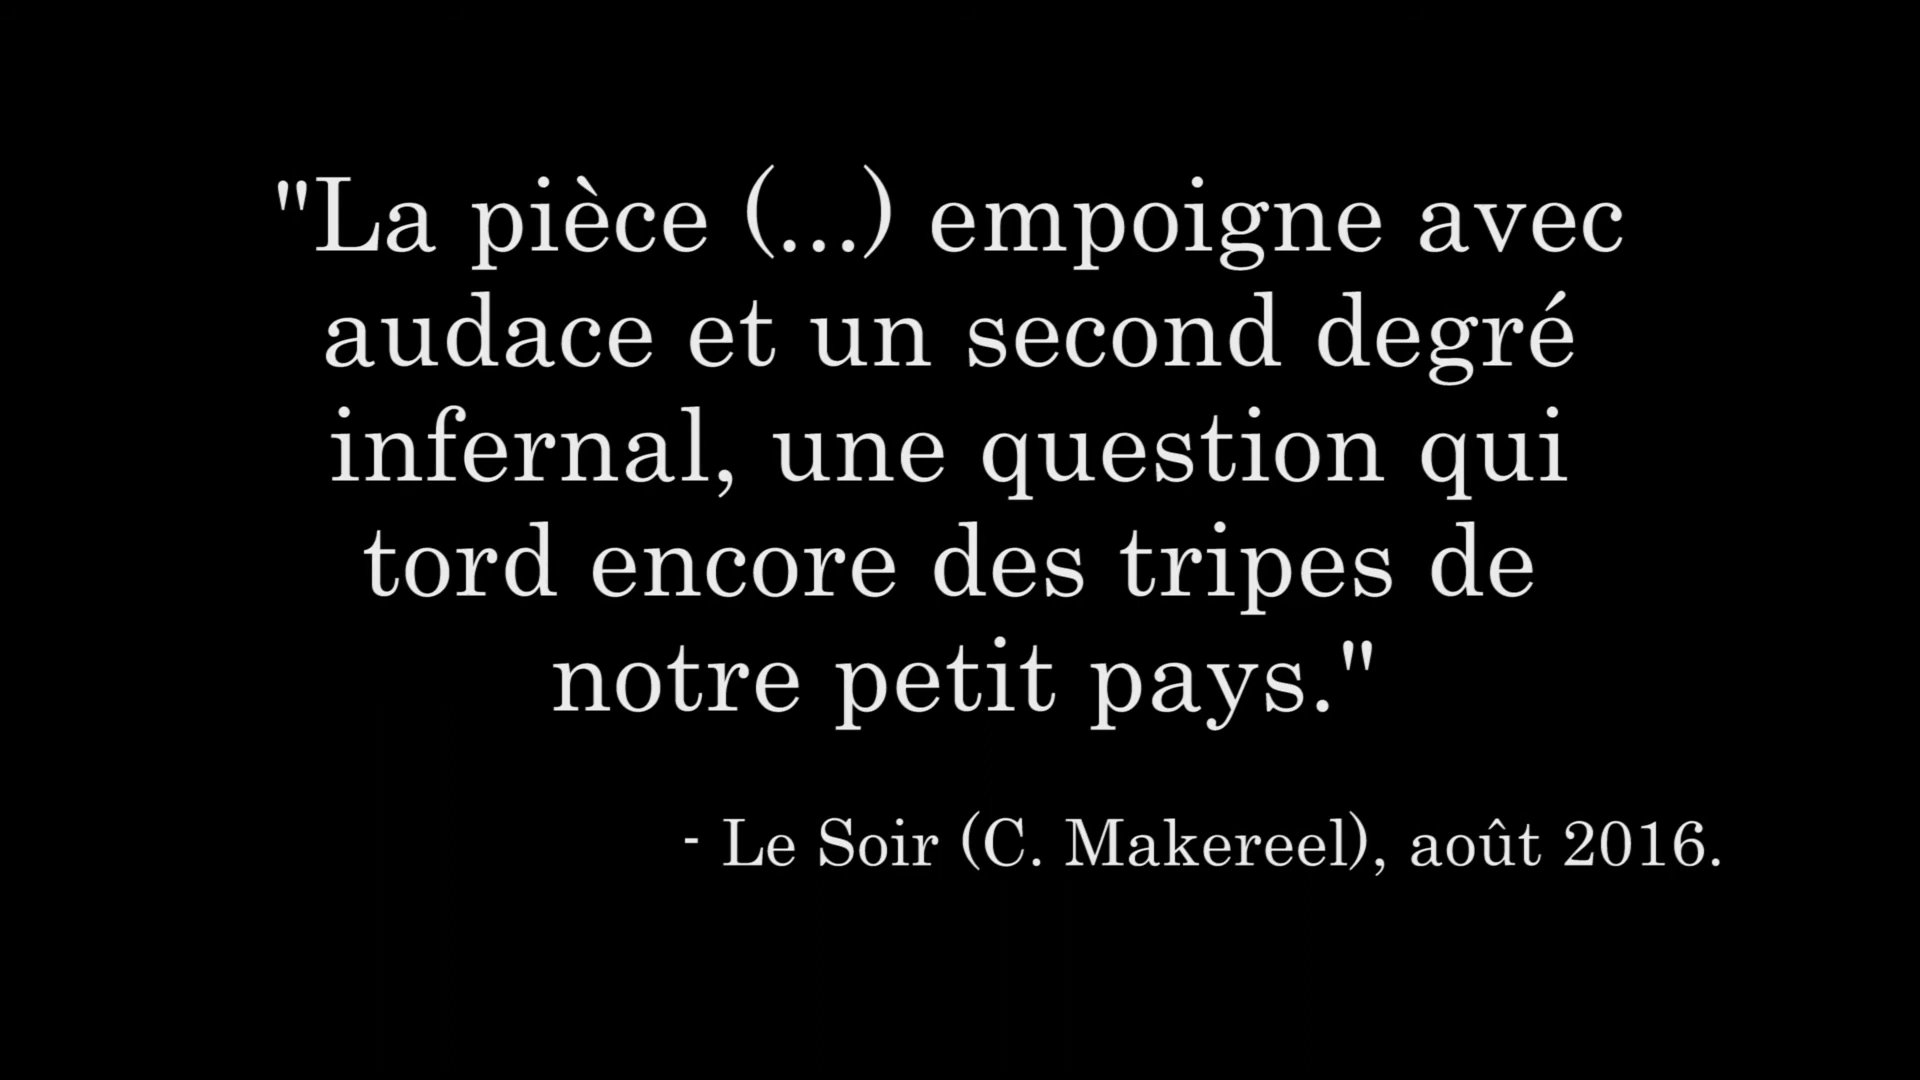 "La pièce (...) empoigne avec
audace et un second degré
infernal, une question qui
tord encore des tripes de
notre petit pays."
- Le Soir (C. Makereel), août 2016.